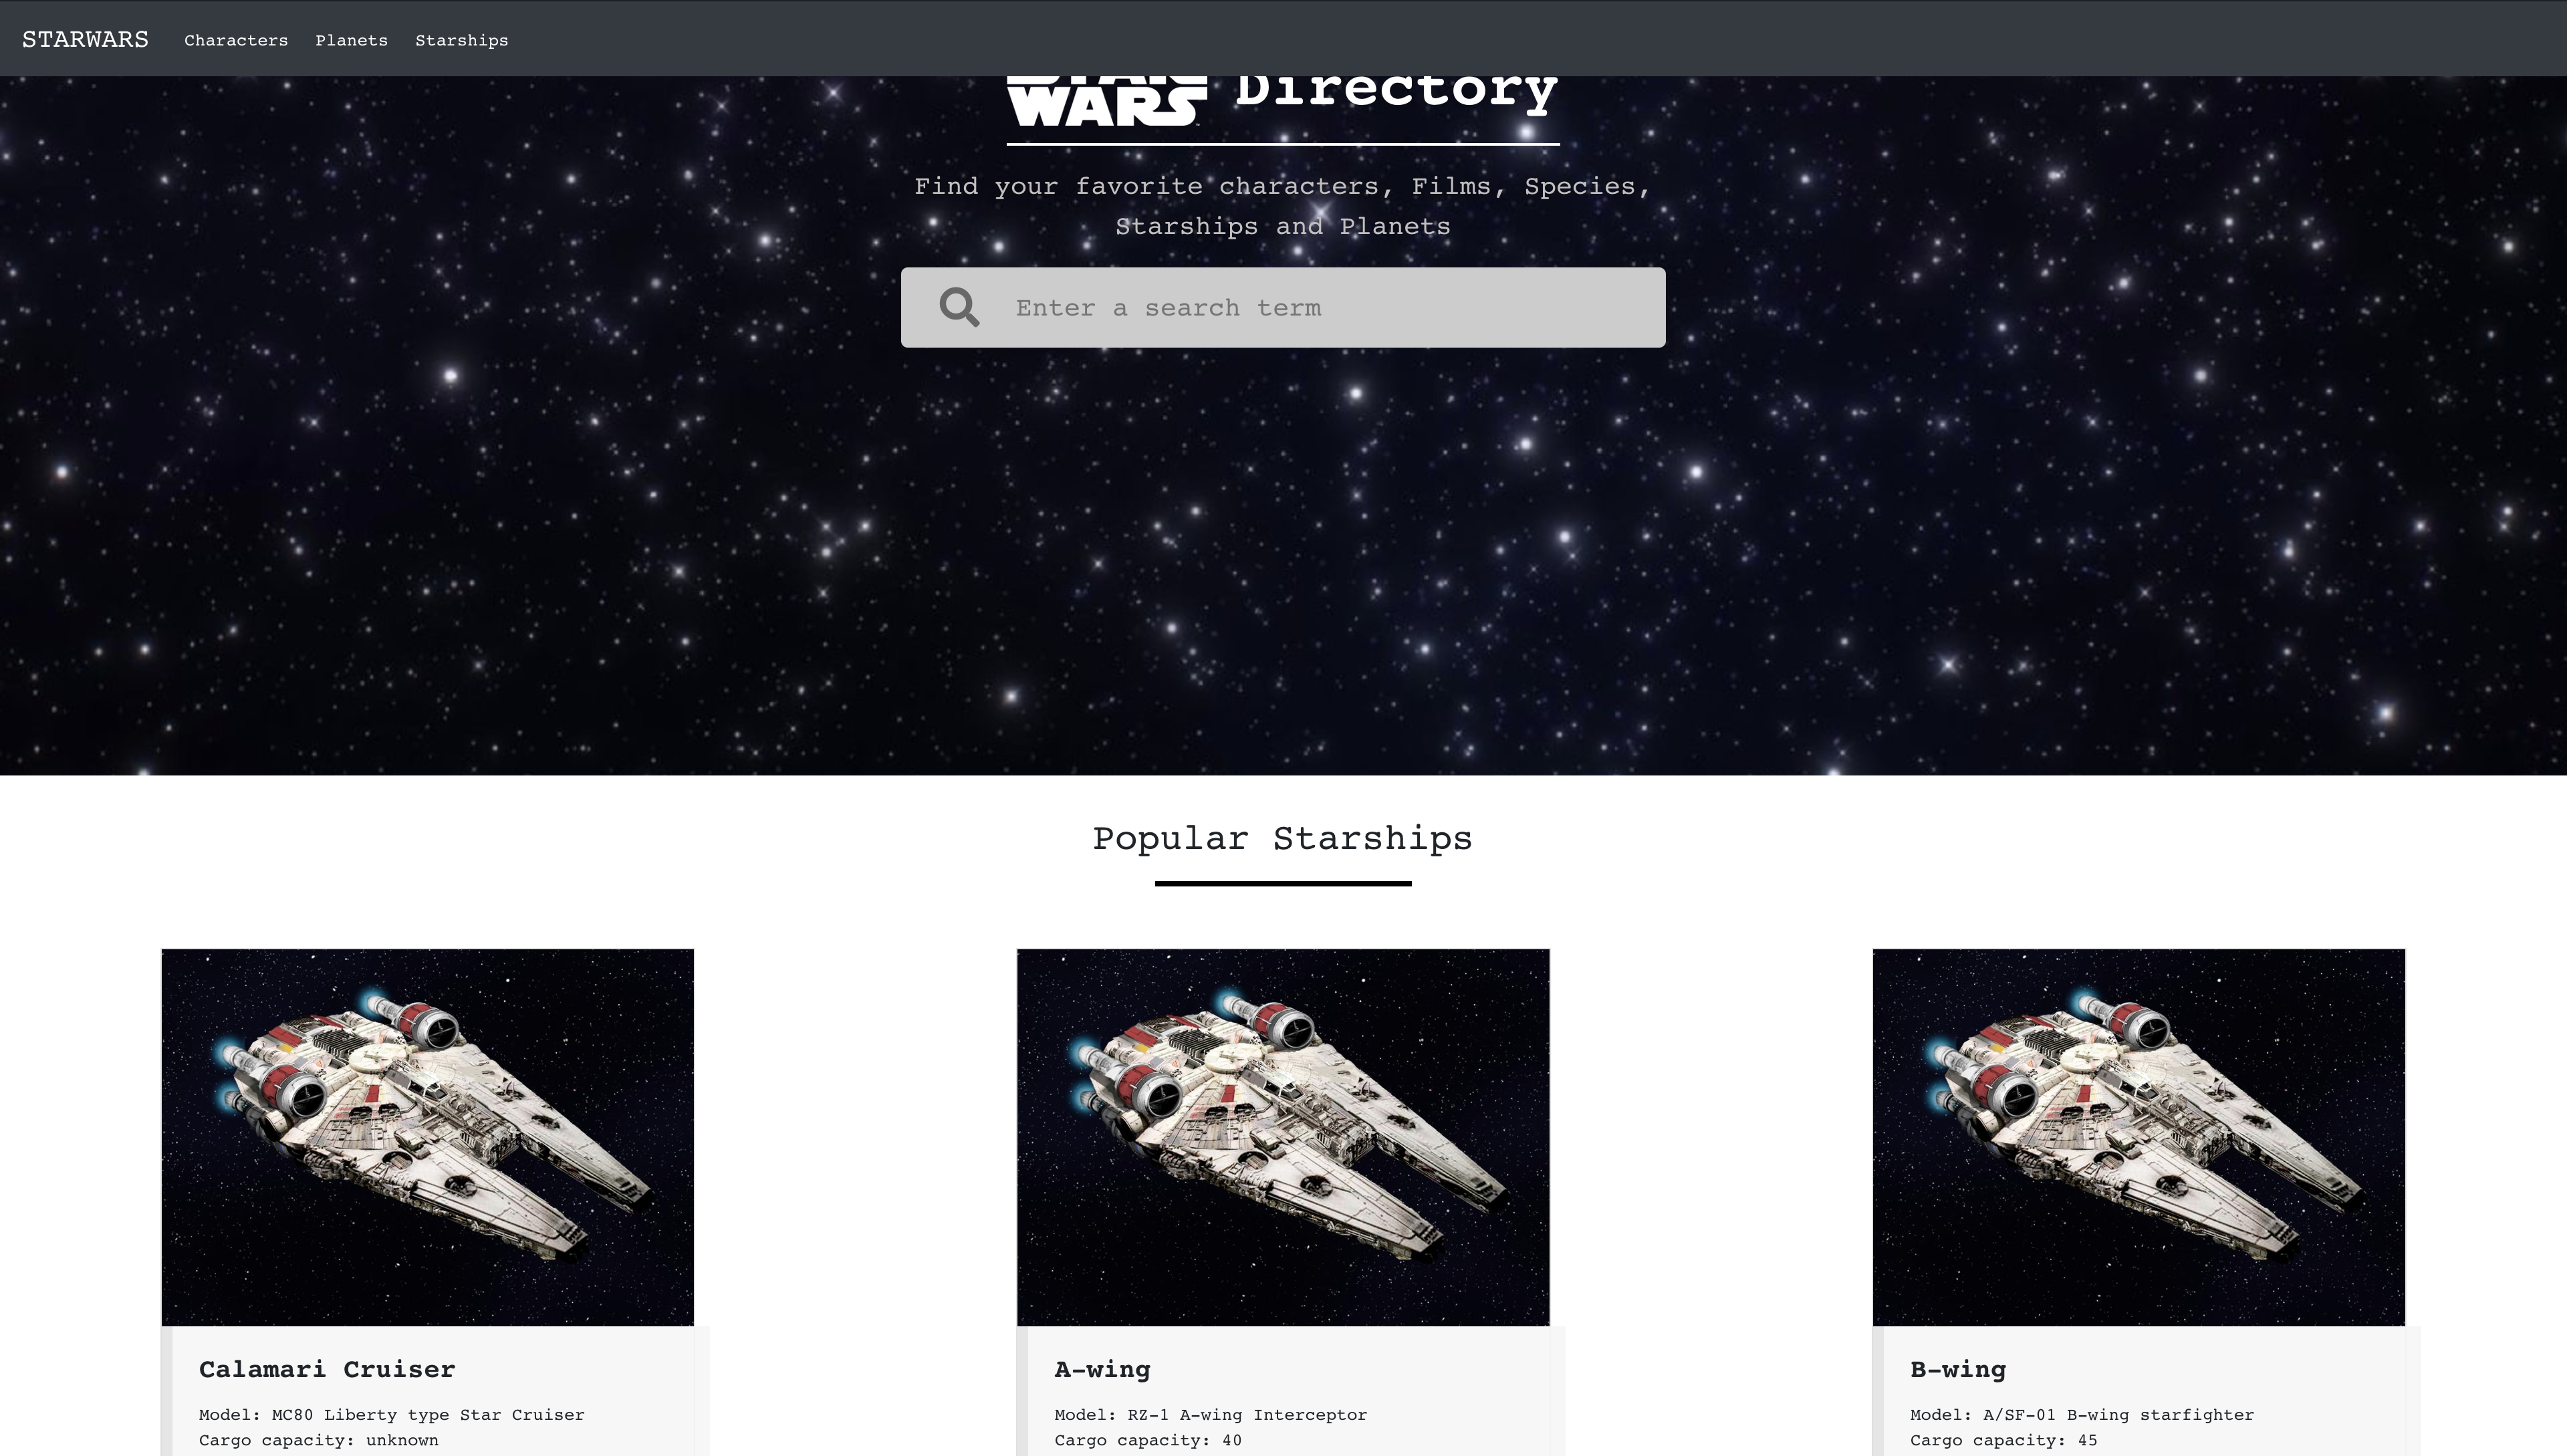 STARWARS Characters Planets Starships
WARS Directory
Find your favorite characters, Films, Species,
Starships and Planets
Enter a search term
Popular Starships
Calamari Cruiser
Model: MC80 Liberty type Star Cruiser
Cargo capacity: unknown
A-wing
Model: RZ-1 A-wing Interceptor
Cargo capacity: 40
B-wing
Model: A/SF-01 B-wing starfighter
Cargo capacity: 45